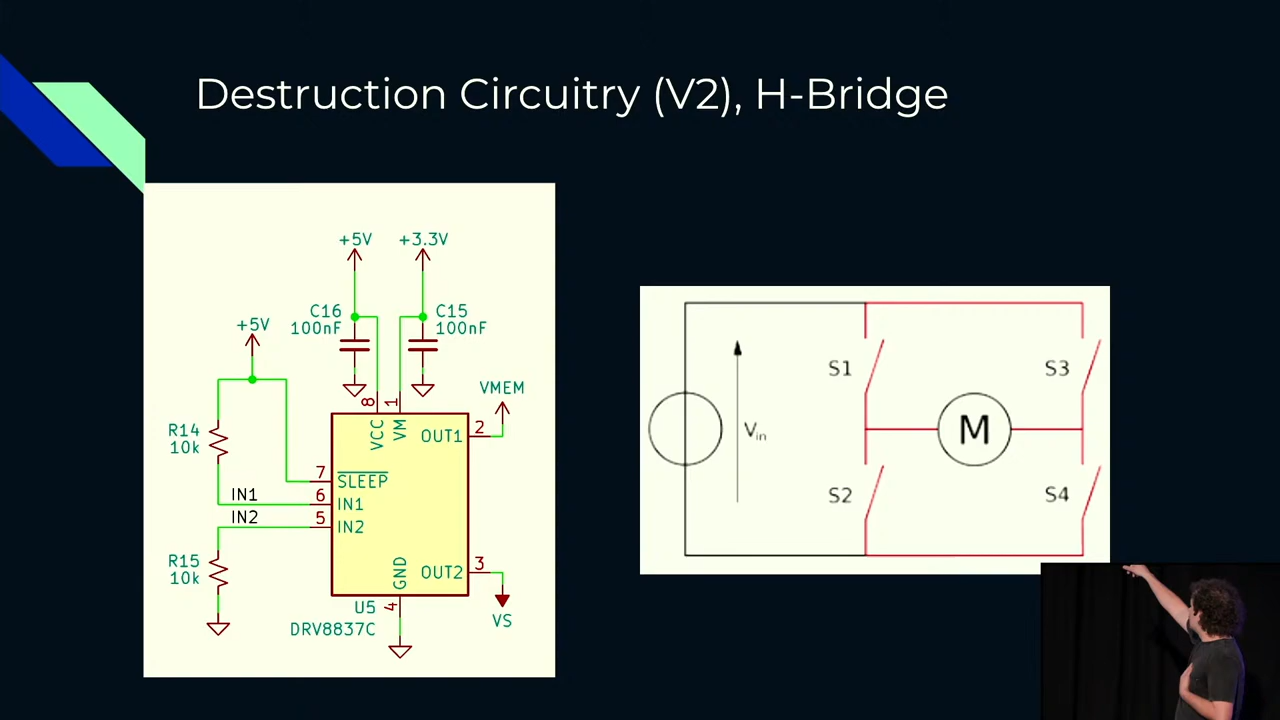 Destruction Circuitry (V2), H-Bridge
+5V
+3.3V
C16
100nF
C15
100nF
+5V
VMEM
R14
10k
8
1
VCC
VM
OUT1
2
7
SLEEP
IN1
6
IN1
IN2
5
IN2
R15
10k
GND
OUT2
3
U5
4
DRV8837C
VS
S1
S3
Vin
M
S2
S4